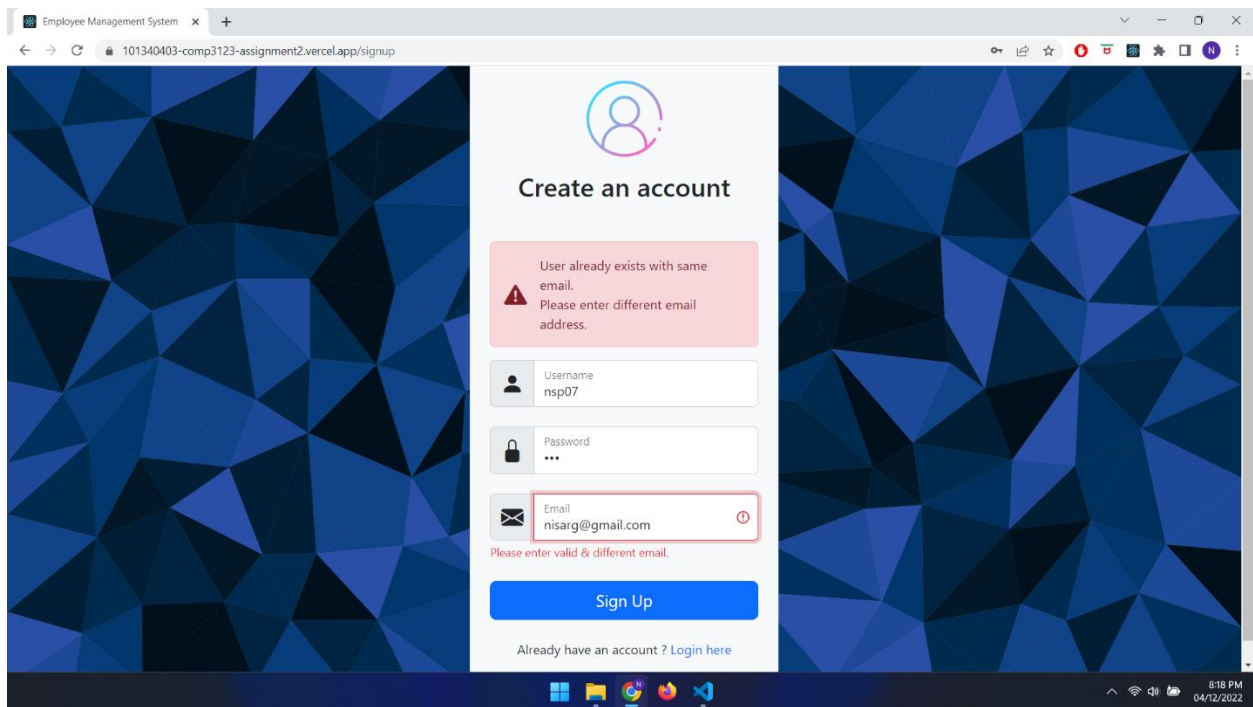 Employee Management System
101340403-comp3123-assignment2.vercel.app/signup
N
Create an account
User already exists with same
email.
Please enter different email
address.
Username
nsp07
Password
•••
Email
nisarg@gmail.com
Please enter valid & different email.
Sign Up
Already have an account ? Login here
8:18 PM
04/12/2022